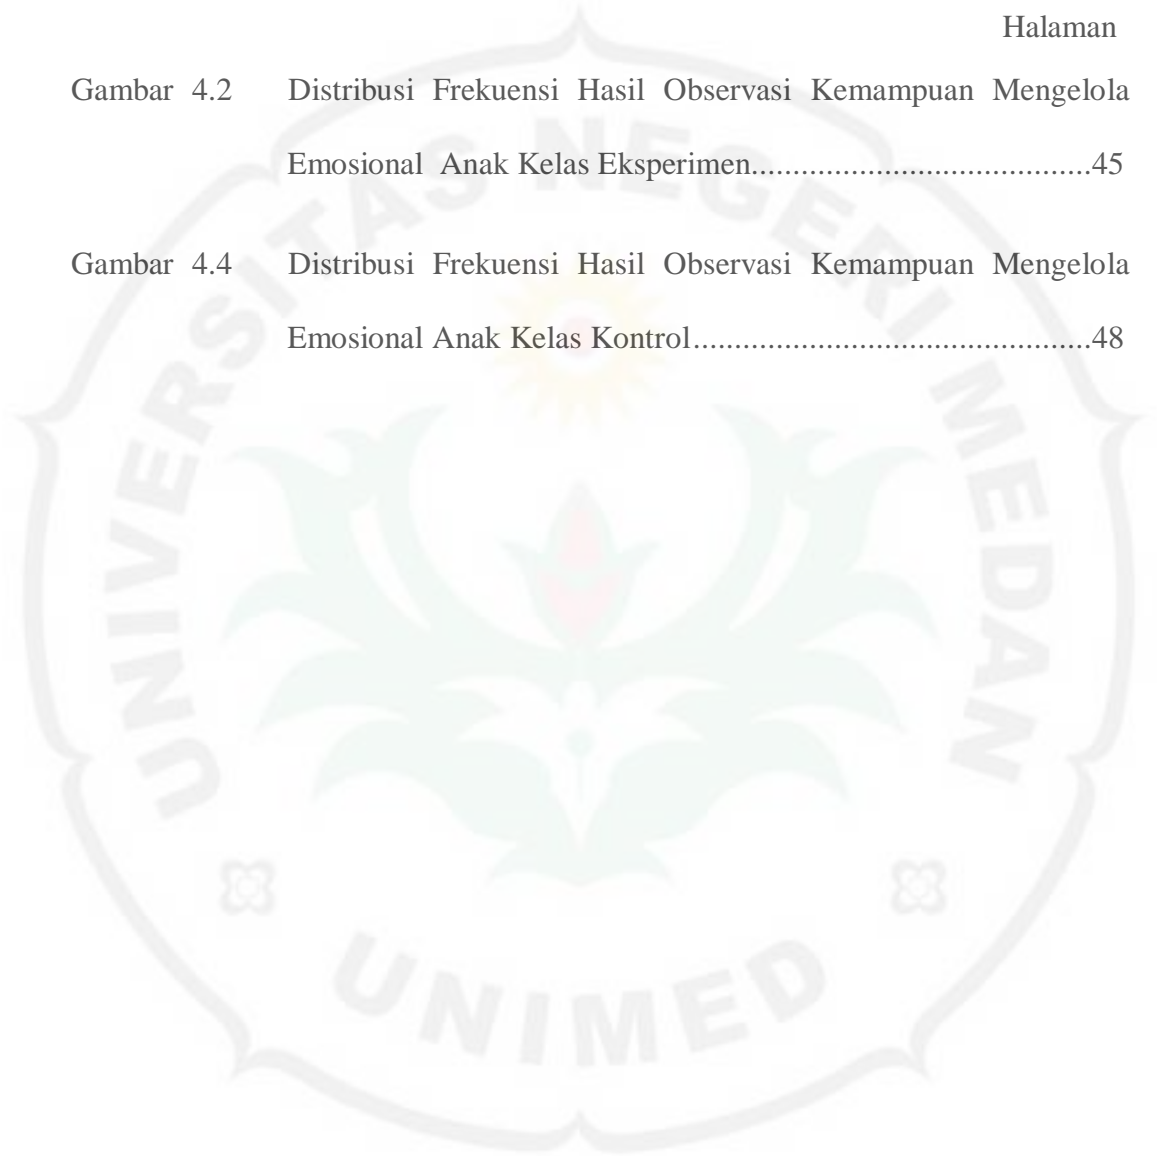 Halaman
Gambar 4.2 Distribusi Frekuensi Hasil Observasi Kemampuan Mengelola
Emosional Anak Kelas Eksperimen.........................................45
Gambar 4.4 Distribusi Frekuensi Hasil Observasi Kemampuan Mengelola
Emosional Anak Kelas Kontrol................................................48
UNIVERSITAS NEGERI MEDAN
UNIMED